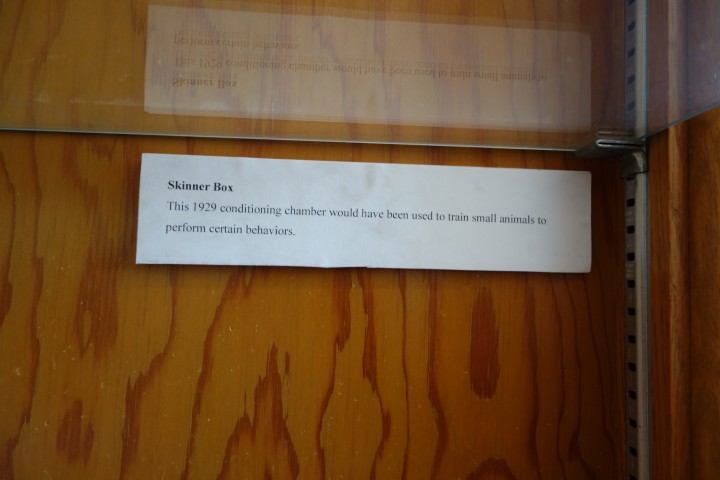 Skinner Box
This 1929 conditioning chamber would have been used to train small animals to
perform certain behaviors.